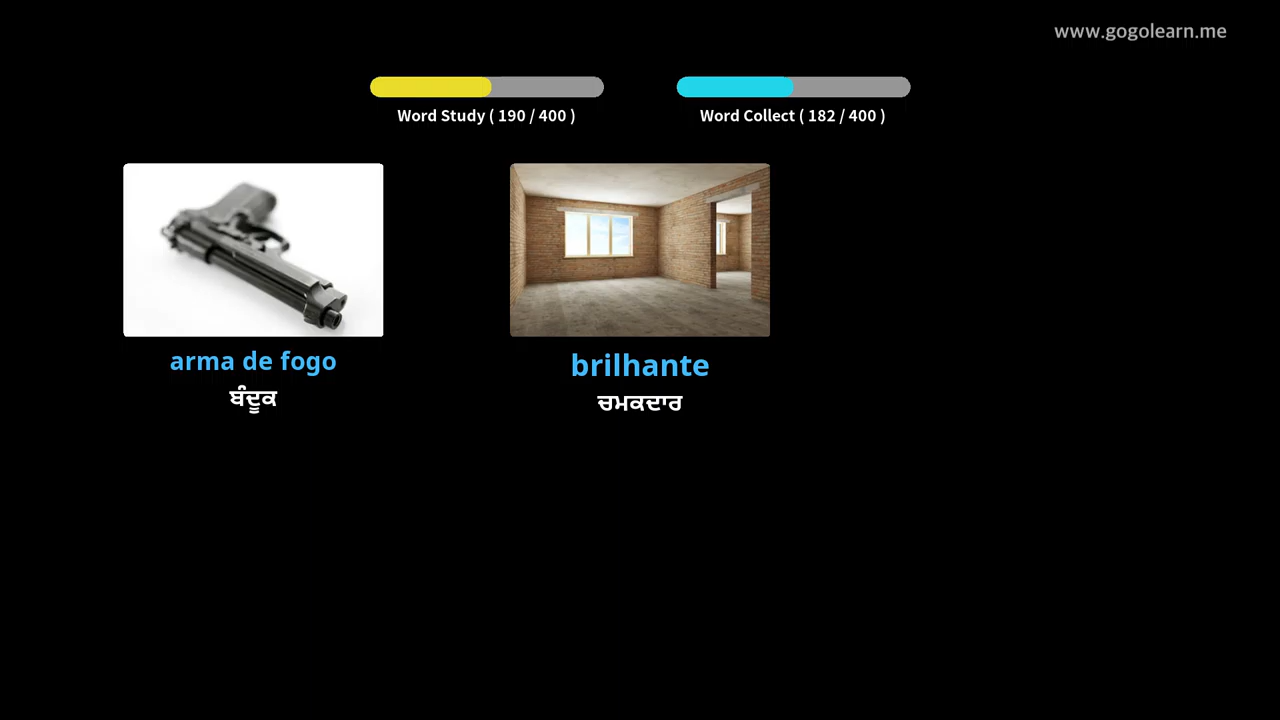 www.gogolearn.me
Word Study ( 190 / 400 )
Word Collect ( 182 / 400 )
arma de fogo
ਬੰਦੂਕ
brilhante
ਚਮਕਦਾਰ